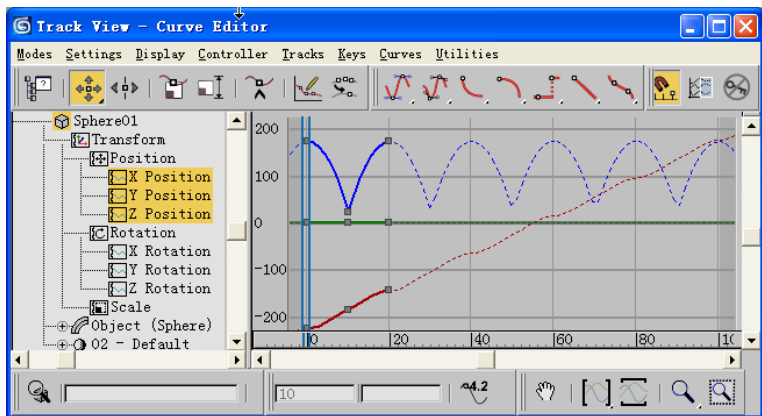 Track View - Curve Editor
Modes Settings Display Controller Tracks Keys Curves Utilities
Sphere01
Transform
Position
X Position
Y Position
Z Position
Rotation
X Rotation
Y Rotation
Z Rotation
Scale
Object (Sphere)
02 - Default
200
100
0
-100
-200
0 20 40 60 80
10
4.2